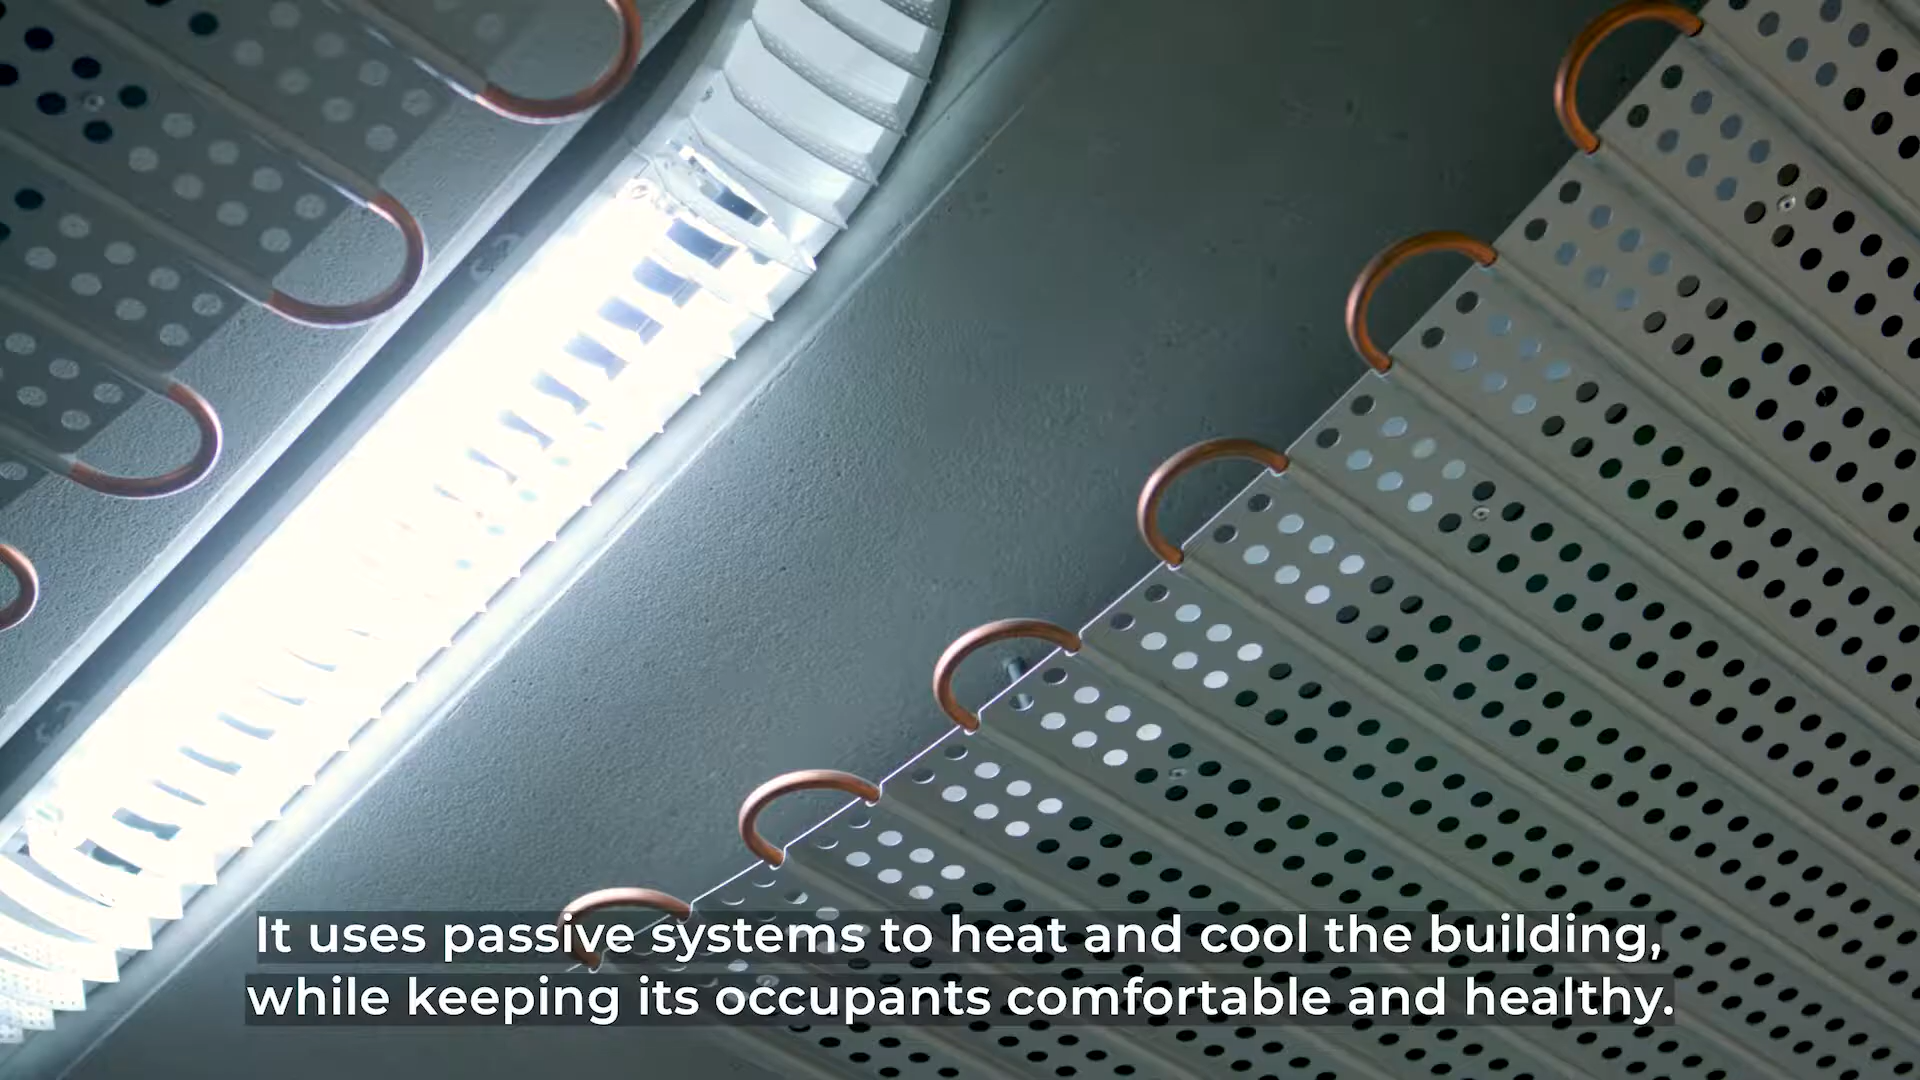 It uses passive systems to heat and cool the building,
while keeping its occupants comfortable and healthy.